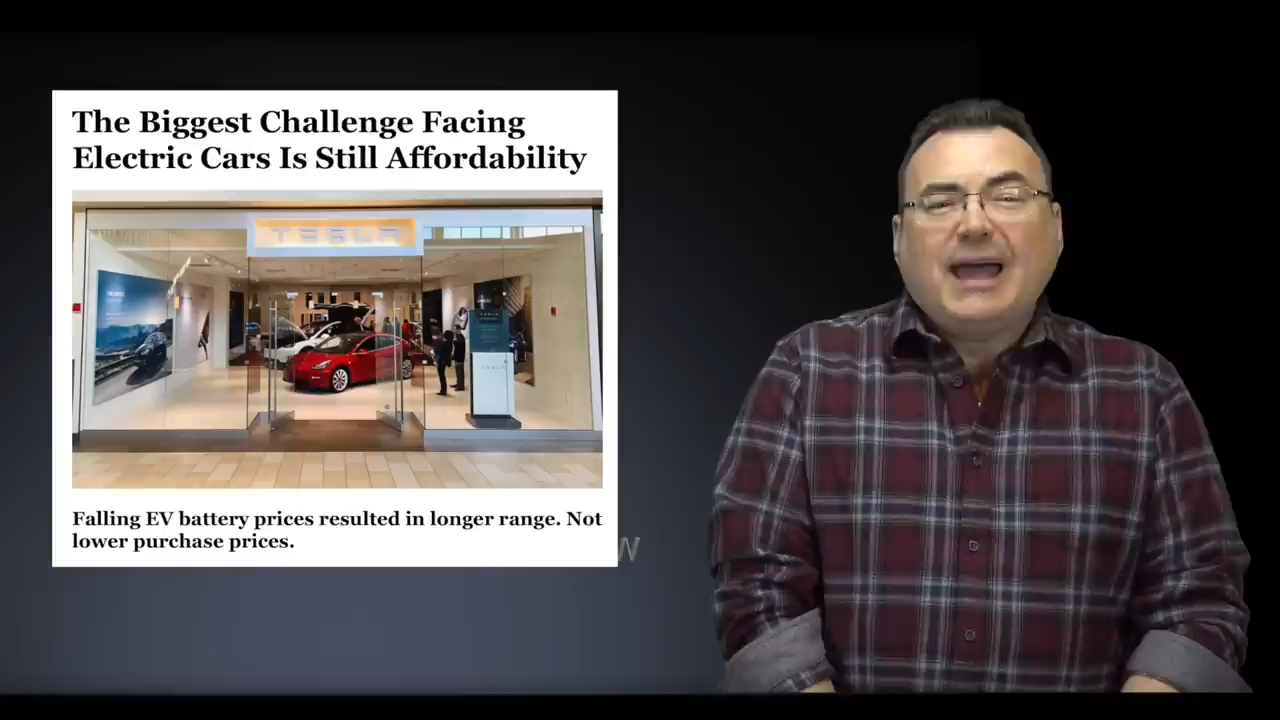 The Biggest Challenge Facing
Electric Cars Is Still Affordability
TESLA
Falling EV battery prices resulted in longer range. Not
lower purchase prices.
W